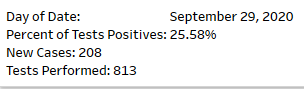 Day of Date: September 29, 2020
Percent of Tests Positives: 25.58%
New Cases: 208
Tests Performed: 813